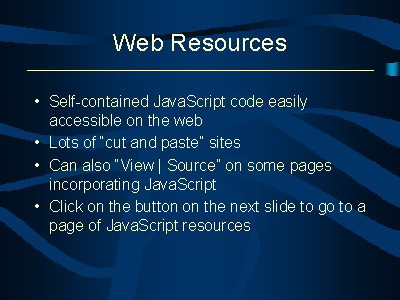 Web Resources
• Self-contained JavaScript code easily
accessible on the web
• Lots of “cut and paste” sites
• Can also “View | Source” on some pages
incorporating JavaScript
• Click on the button on the next slide to go to a
page of JavaScript resources